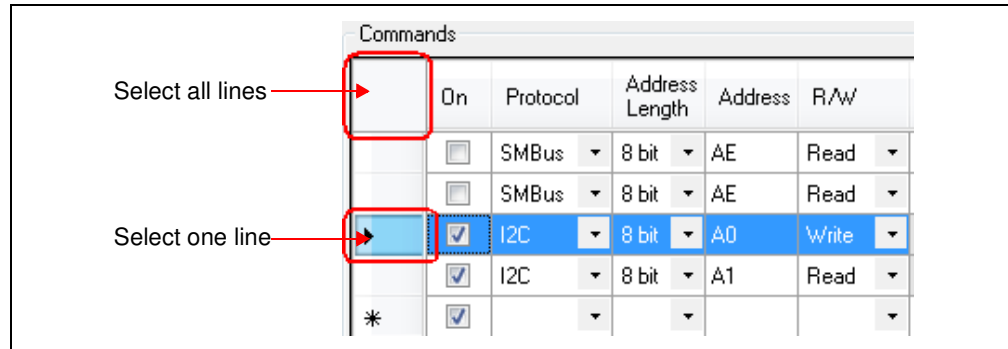 Commands
Select all lines
On Protocol Address Length Address R/W
SMBus 8 bit AE Read
SMBus 8 bit AE Read
Select one line
I2C 8 bit A0 Write
I2C 8 bit A1 Read
*